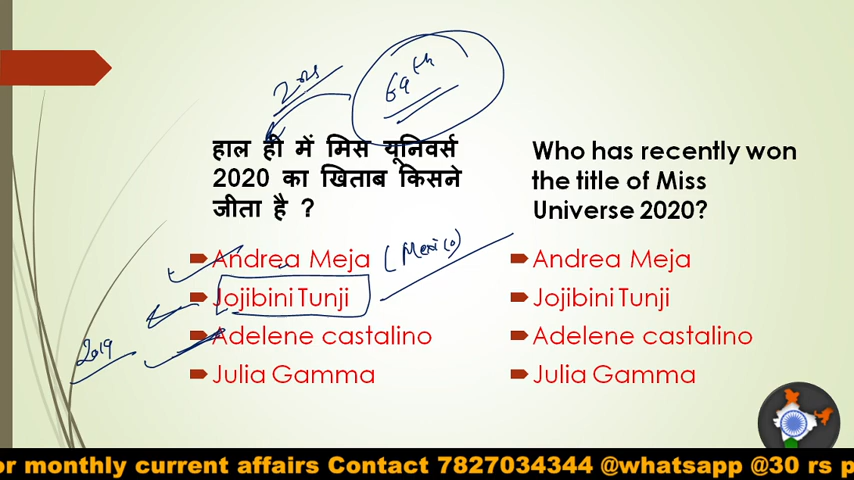 69th
2021
हाल ही में मिस यूनिवर्स
2020 का खिताब किसने
जीता है ?
Andrea Meja (Mexico)
Jojibini Tunji
Adelene castalino
2019
Julia Gamma
Who has recently won
the title of Miss
Universe 2020?
Andrea Meja
Jojibini Tunji
Adelene castalino
Julia Gamma
or monthly current affairs Contact 7827034344 @whatsapp @30 rs p